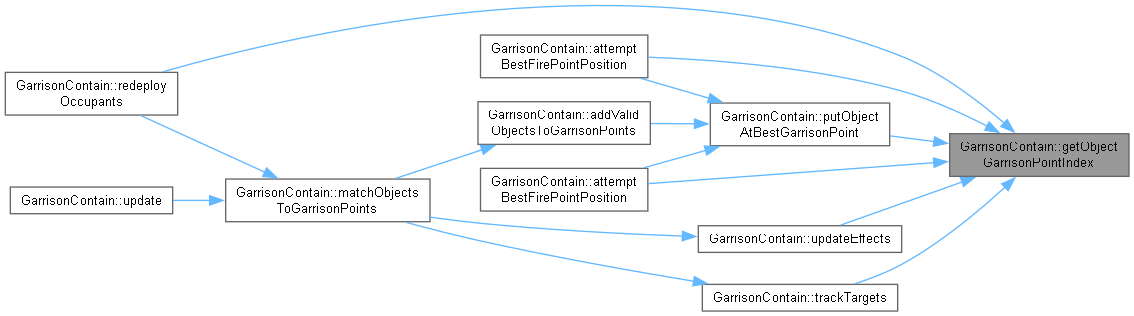 GarrisonContain::redeploy
Occupants
GarrisonContain::update
GarrisonContain::matchObjects
ToGarrisonPoints
GarrisonContain::attempt
BestFirePointPosition
GarrisonContain::addValid
ObjectsToGarrisonPoints
GarrisonContain::attempt
BestFirePointPosition
GarrisonContain::putObject
AtBestGarrisonPoint
GarrisonContain::updateEffects
GarrisonContain::trackTargets
GarrisonContain::getObject
GarrisonPointIndex